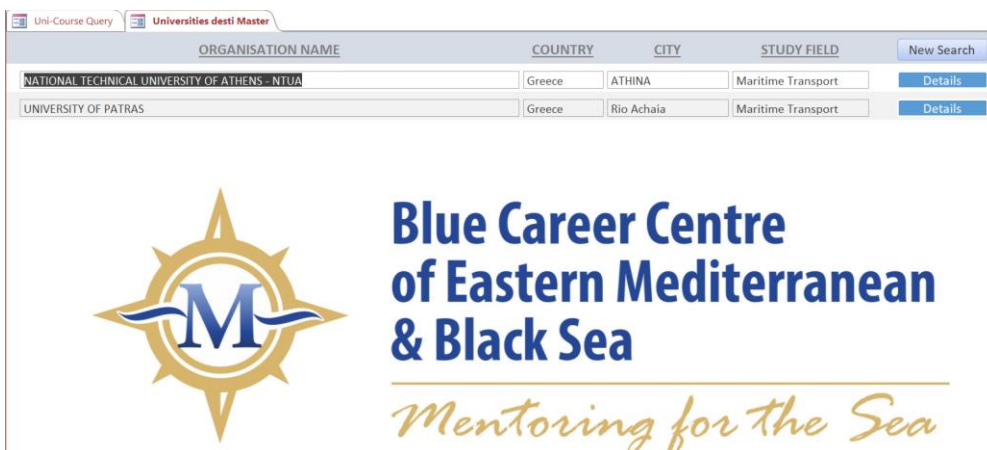 Uni-Course Query Universities desti Master
ORGANISATION NAME COUNTRY CITY STUDY FIELD New Search
NATIONAL TECHNICAL UNIVERSITY OF ATHENS - NTUA Greece ATHINA Maritime Transport Details
UNIVERSITY OF PATRAS Greece Rio Achaia Maritime Transport Details
M
Blue Career Centre
of Eastern Mediterranean
& Black Sea
Mentoring for the Sea